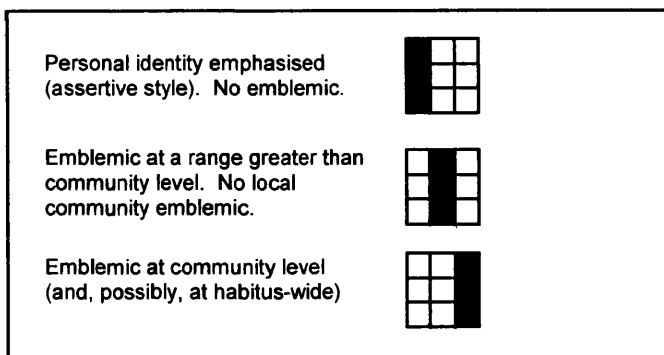 Personal identity emphasised
(assertive style).  No emblemic.
Emblemic at a range greater than
community level.  No local
community emblemic.
Emblemic at community level
(and, possibly, at habitus-wide)